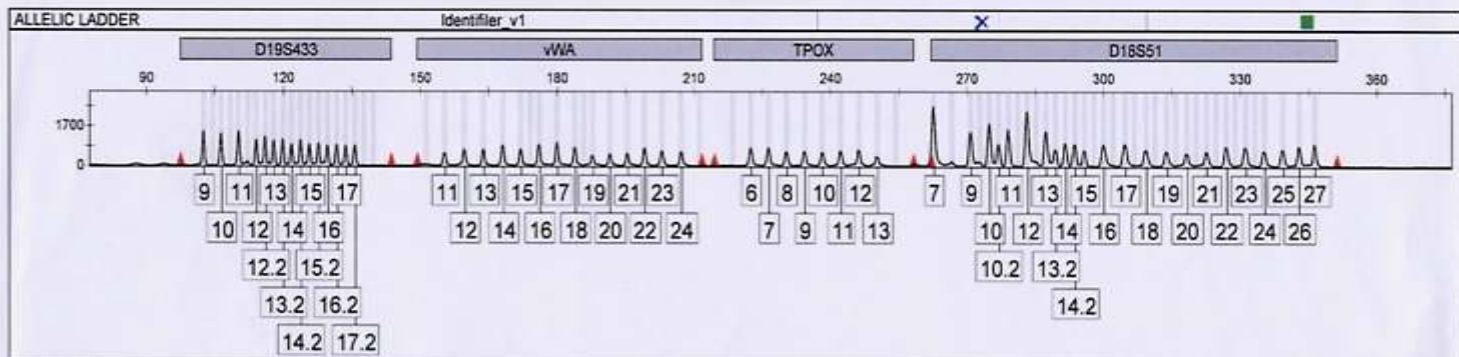 ALLELIC LADDER Identifiler_v1
D19S433 vWA TPOX D18S51
90 120 150 180 210 240 270 300 330 360
1700
0
9 11 13 15 17 11 14 15 17 19 21 23 6 8 10 12 7 9 11 13 15 17 19 21 23 25 27
10 12 14 16 12 14 16 18 20 22 24 7 9 11 13 10 12 14 16 18 20 22 24 26
12.2 15.2 10.2 13.2
13.2 16.2 14.2
14.2 17.2